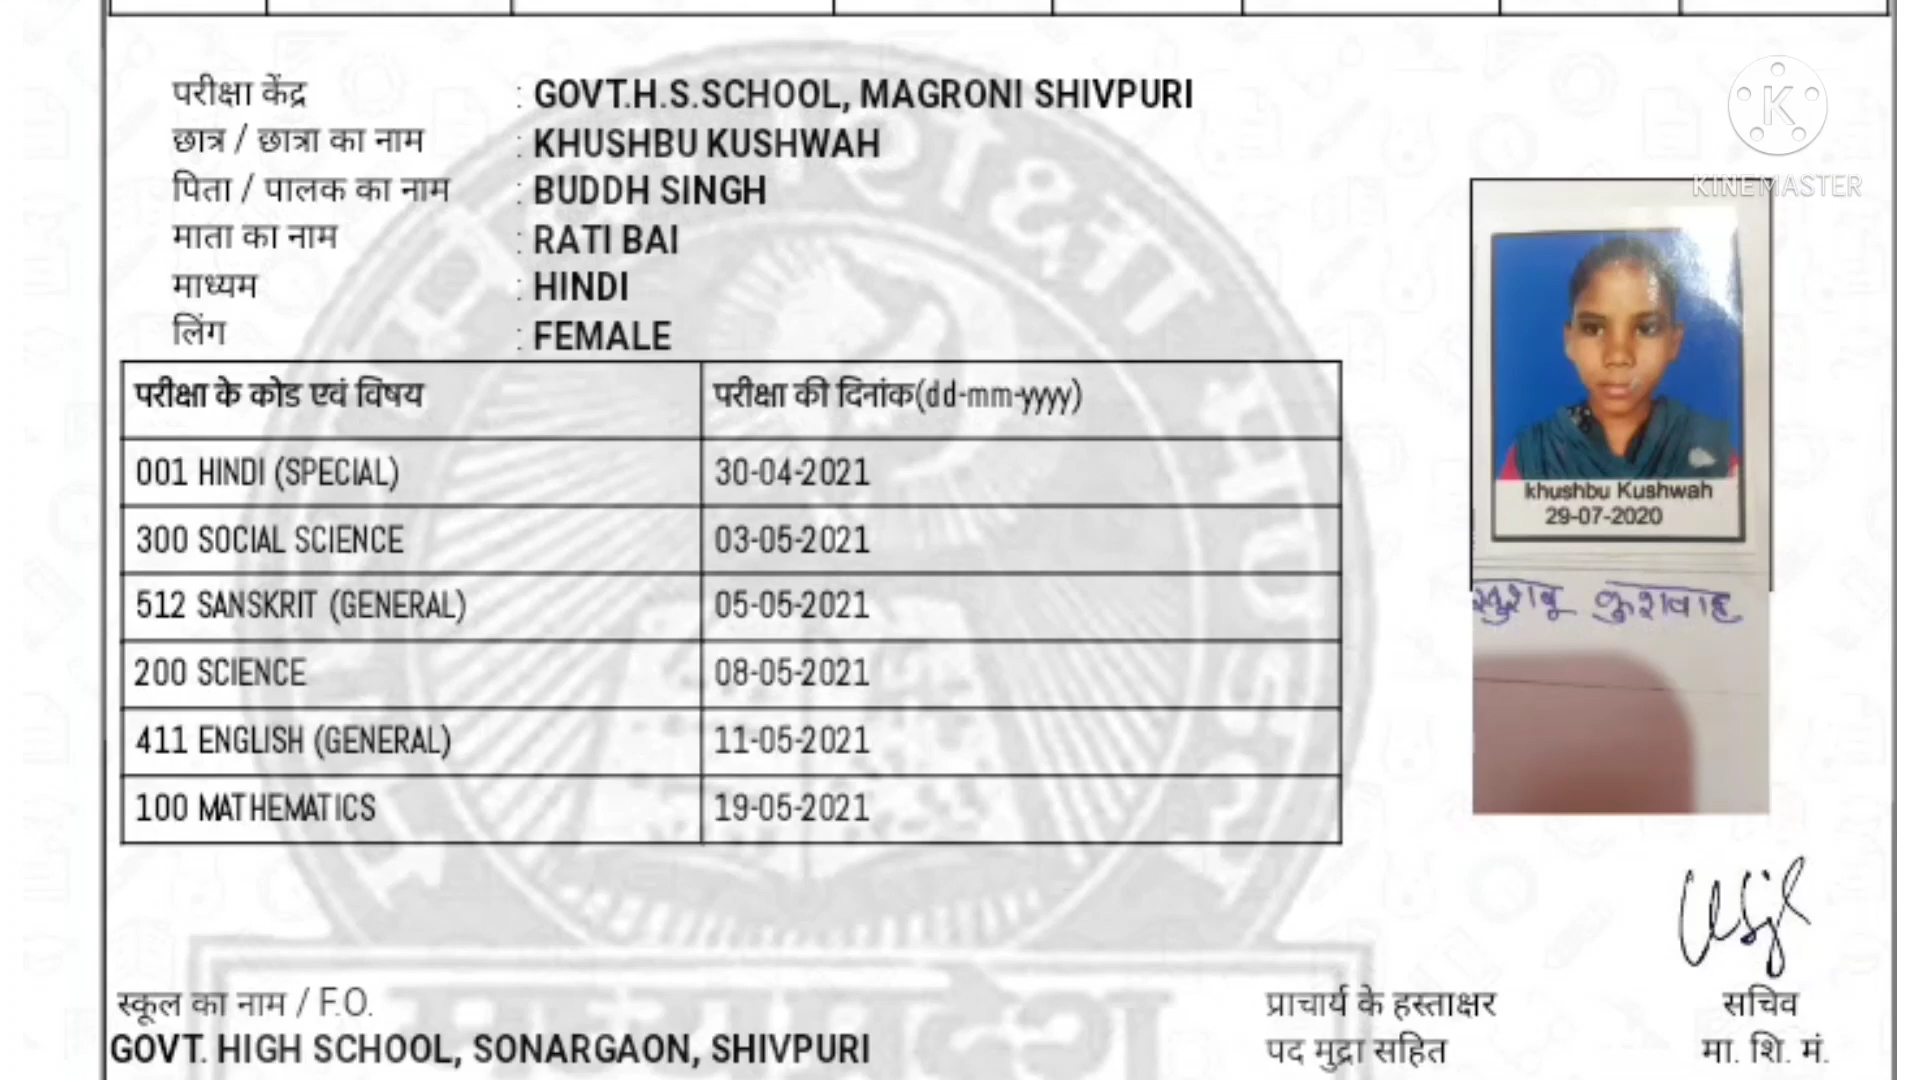 परीक्षा केंद्र : GOVT.H.S.SCHOOL, MAGRONI SHIVPURI
छात्र / छात्रा का नाम : KHUSHBU KUSHWAH
पिता / पालक का नाम : BUDDH SINGH
माता का नाम : RATI BAI
माध्यम : HINDI
लिंग : FEMALE
KINEMASTER
परीक्षा के कोड एवं विषय परीक्षा की दिनांक(dd-mm-yyyy)
001 HINDI (SPECIAL) 30-04-2021
300 SOCIAL SCIENCE 03-05-2021
512 SANSKRIT (GENERAL) 05-05-2021
200 SCIENCE 08-05-2021
411 ENGLISH (GENERAL) 11-05-2021
100 MATHEMATICS 19-05-2021
khushbu Kushwah
29-07-2020
खुशबू कुशवाह
स्कूल का नाम / F.O.
GOVT. HIGH SCHOOL, SONARGAON, SHIVPURI
प्राचार्य के हस्ताक्षर
पद मुद्रा सहित
सचिव
मा. शि. मं.
मध्यप्रदेश